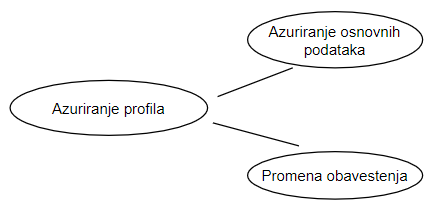 Azuriranje osnovnih
podataka
Azuriranje profila
Promena obavestenja